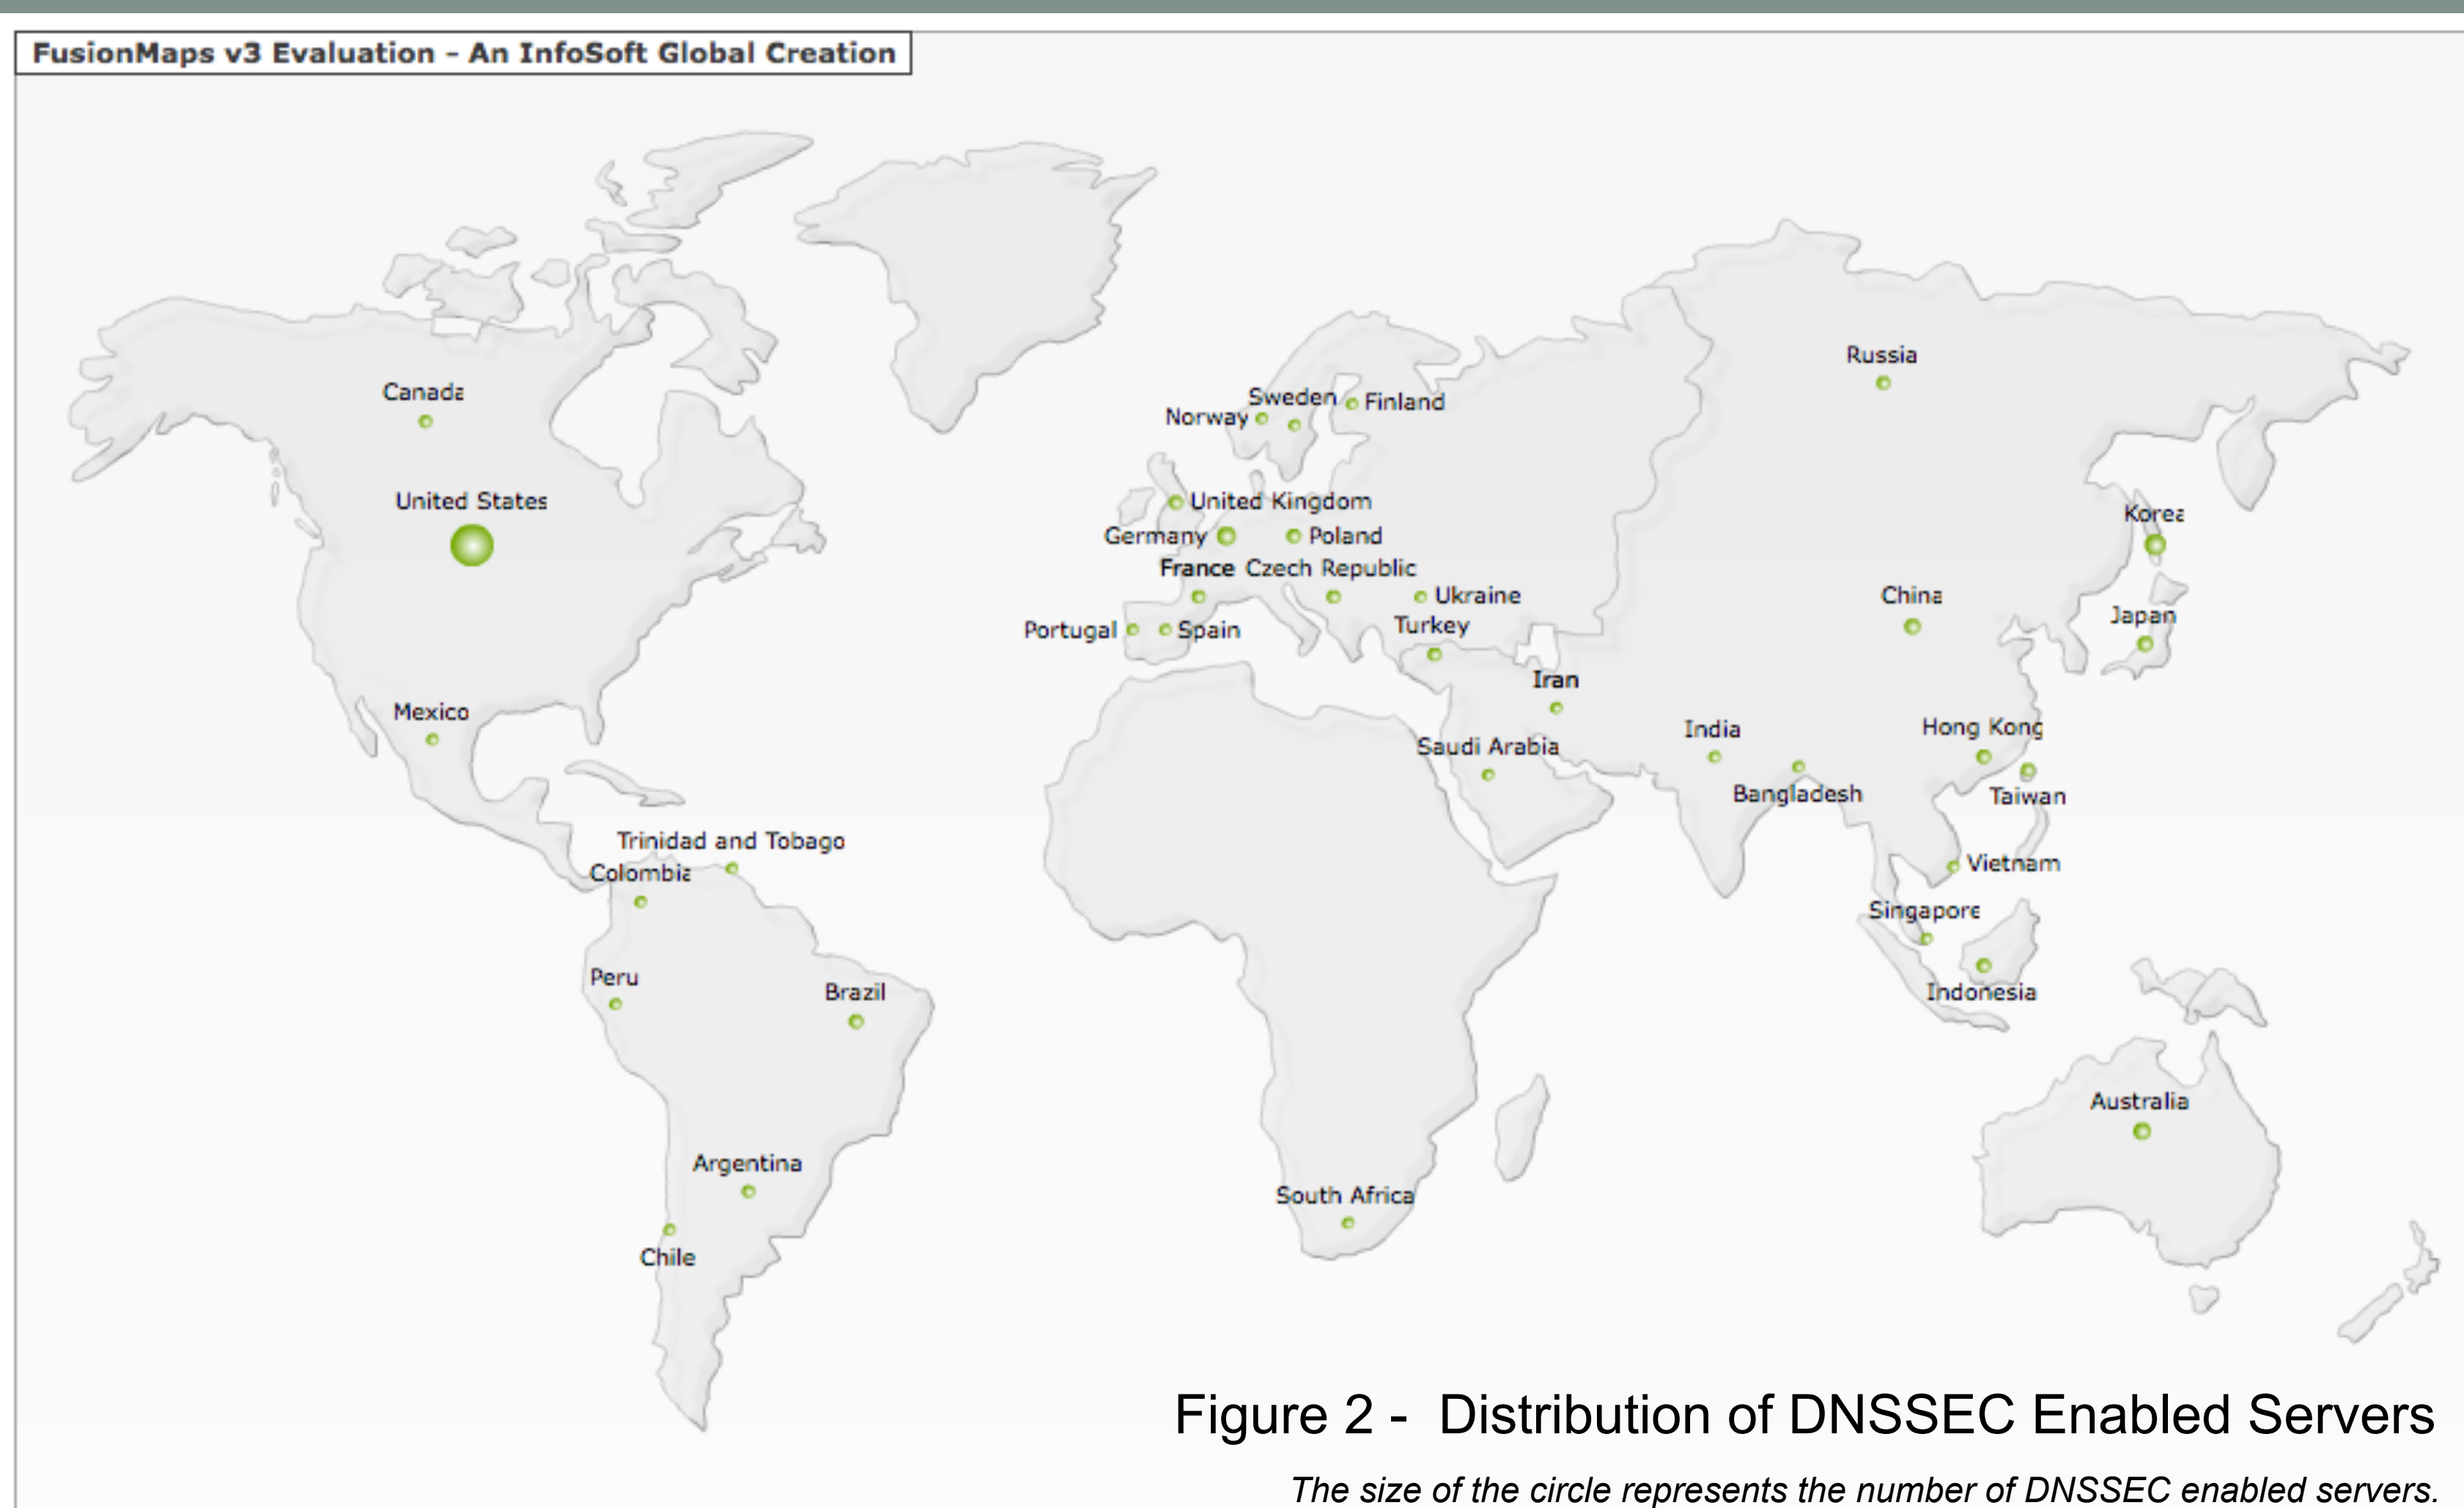 FusionMaps v3 Evaluation – An InfoSoft Global Creation
Russia
Canada
Sweden
Finland
Norway
United States
United Kingdom
Korea
Germany
Poland
France
Czech Republic
Ukraine
China
Japan
Turkey
Portugal
Spain
Iran
Mexico
India
Hong Kong
Saudi Arabia
Bangladesh
Taiwan
Trinidad and Tobago
Vietnam
Colombia
Singapore
Peru
Brazil
Indonesia
Australia
Argentina
South Africa
Chile
Figure 2 - Distribution of DNSSEC Enabled Servers
The size of the circle represents the number of DNSSEC enabled servers.